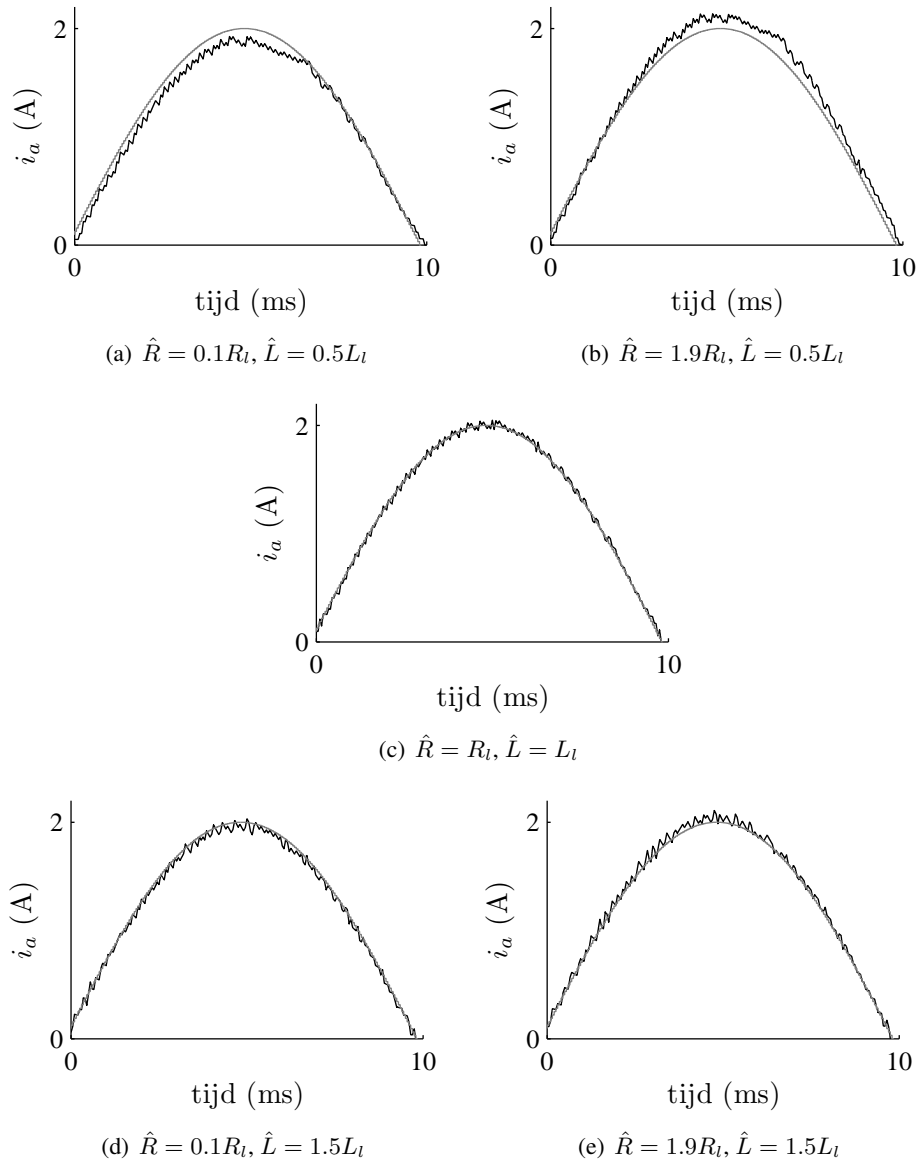 2
i_a (A)
0
0
10
tijd (ms)
(a) R̂ = 0.1R_l, L̂ = 0.5L_l
2
i_a (A)
0
0
10
tijd (ms)
(b) R̂ = 1.9R_l, L̂ = 0.5L_l
2
i_a (A)
0
0
10
tijd (ms)
(c) R̂ = R_l, L̂ = L_l
2
i_a (A)
0
0
10
tijd (ms)
(d) R̂ = 0.1R_l, L̂ = 1.5L_l
2
i_a (A)
0
0
10
tijd (ms)
(e) R̂ = 1.9R_l, L̂ = 1.5L_l